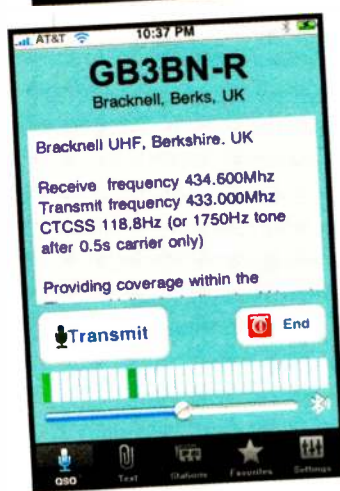 AT&T 10:37 PM
GB3BN-R
Bracknell, Berks, UK
Bracknell UHF, Berkshire. UK
Receive frequency 434.600Mhz
Transmit frequency 433.000Mhz
CTCSS 118,8Hz (or 1750Hz tone
after 0.5s carrier only)
Providing coverage within the
Transmit
End
QSO Text Stations Favorites Settings